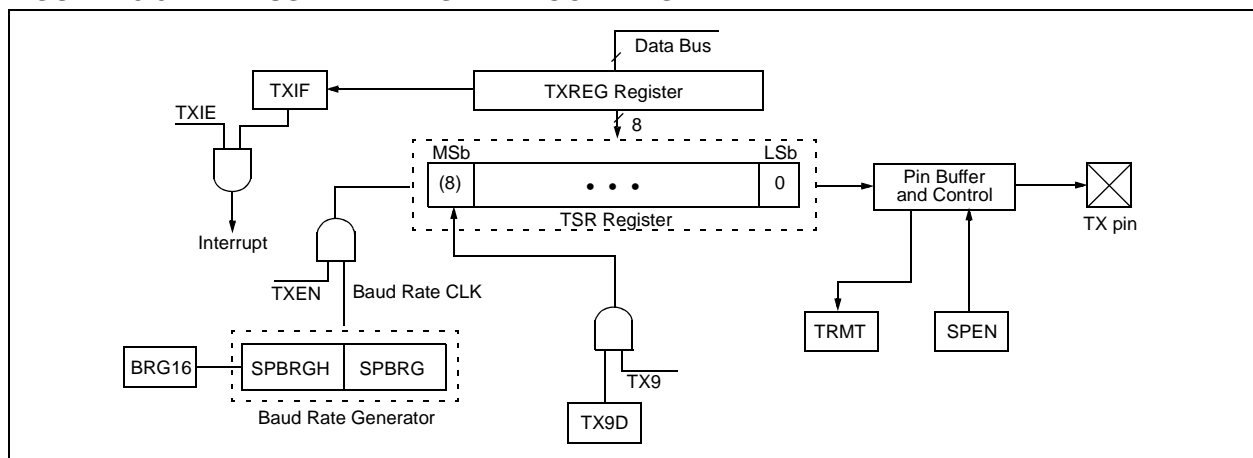 Data Bus
TXIF
TXREG Register
TXIE
8
MSb
LSb
(8)
• • •
0
Pin Buffer
and Control
TSR Register
TX pin
Interrupt
TXEN
Baud Rate CLK
TRMT
SPEN
BRG16
SPBRGH
SPBRG
TX9
Baud Rate Generator
TX9D